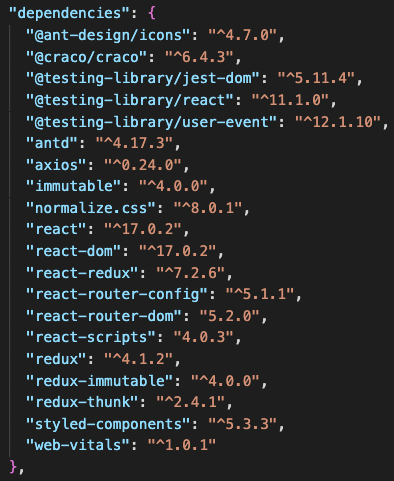 "dependencies": {
"@ant-design/icons": "^4.7.0",
"@craco/craco": "^6.4.3",
"@testing-library/jest-dom": "^5.11.4",
"@testing-library/react": "^11.1.0",
"@testing-library/user-event": "^12.1.10",
"antd": "^4.17.3",
"axios": "^0.24.0",
"immutable": "^4.0.0",
"normalize.css": "^8.0.1",
"react": "^17.0.2",
"react-dom": "^17.0.2",
"react-redux": "^7.2.6",
"react-router-config": "^5.1.1",
"react-router-dom": "5.2.0",
"react-scripts": "4.0.3",
"redux": "^4.1.2",
"redux-immutable": "^4.0.0",
"redux-thunk": "^2.4.1",
"styled-components": "^5.3.3",
"web-vitals": "^1.0.1"
},